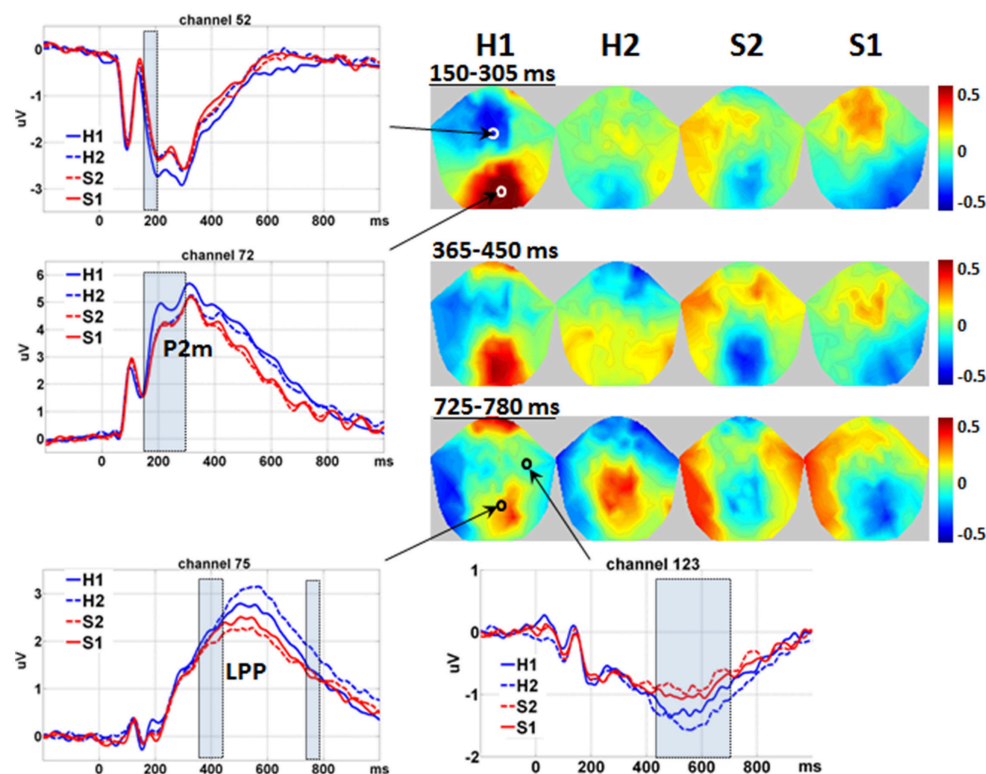 channel 52
0
-1
-2
-3
uV
H1
H2
S2
S1
0 200 400 600 800 ms
channel 72
6
5
4
3
2
1
0
uV
H1
H2
S2
S1
P2m
0 200 400 600 800 ms
channel 75
3
2
1
0
uV
H1
H2
S2
S1
LPP
0 200 400 600 800 ms
H1 H2 S2 S1
150-305 ms
0.5
0
-0.5
365-450 ms
0.5
0
-0.5
725-780 ms
0.5
0
-0.5
channel 123
1
0
-1
-2
uV
H1
H2
S2
S1
0 200 400 600 800 ms